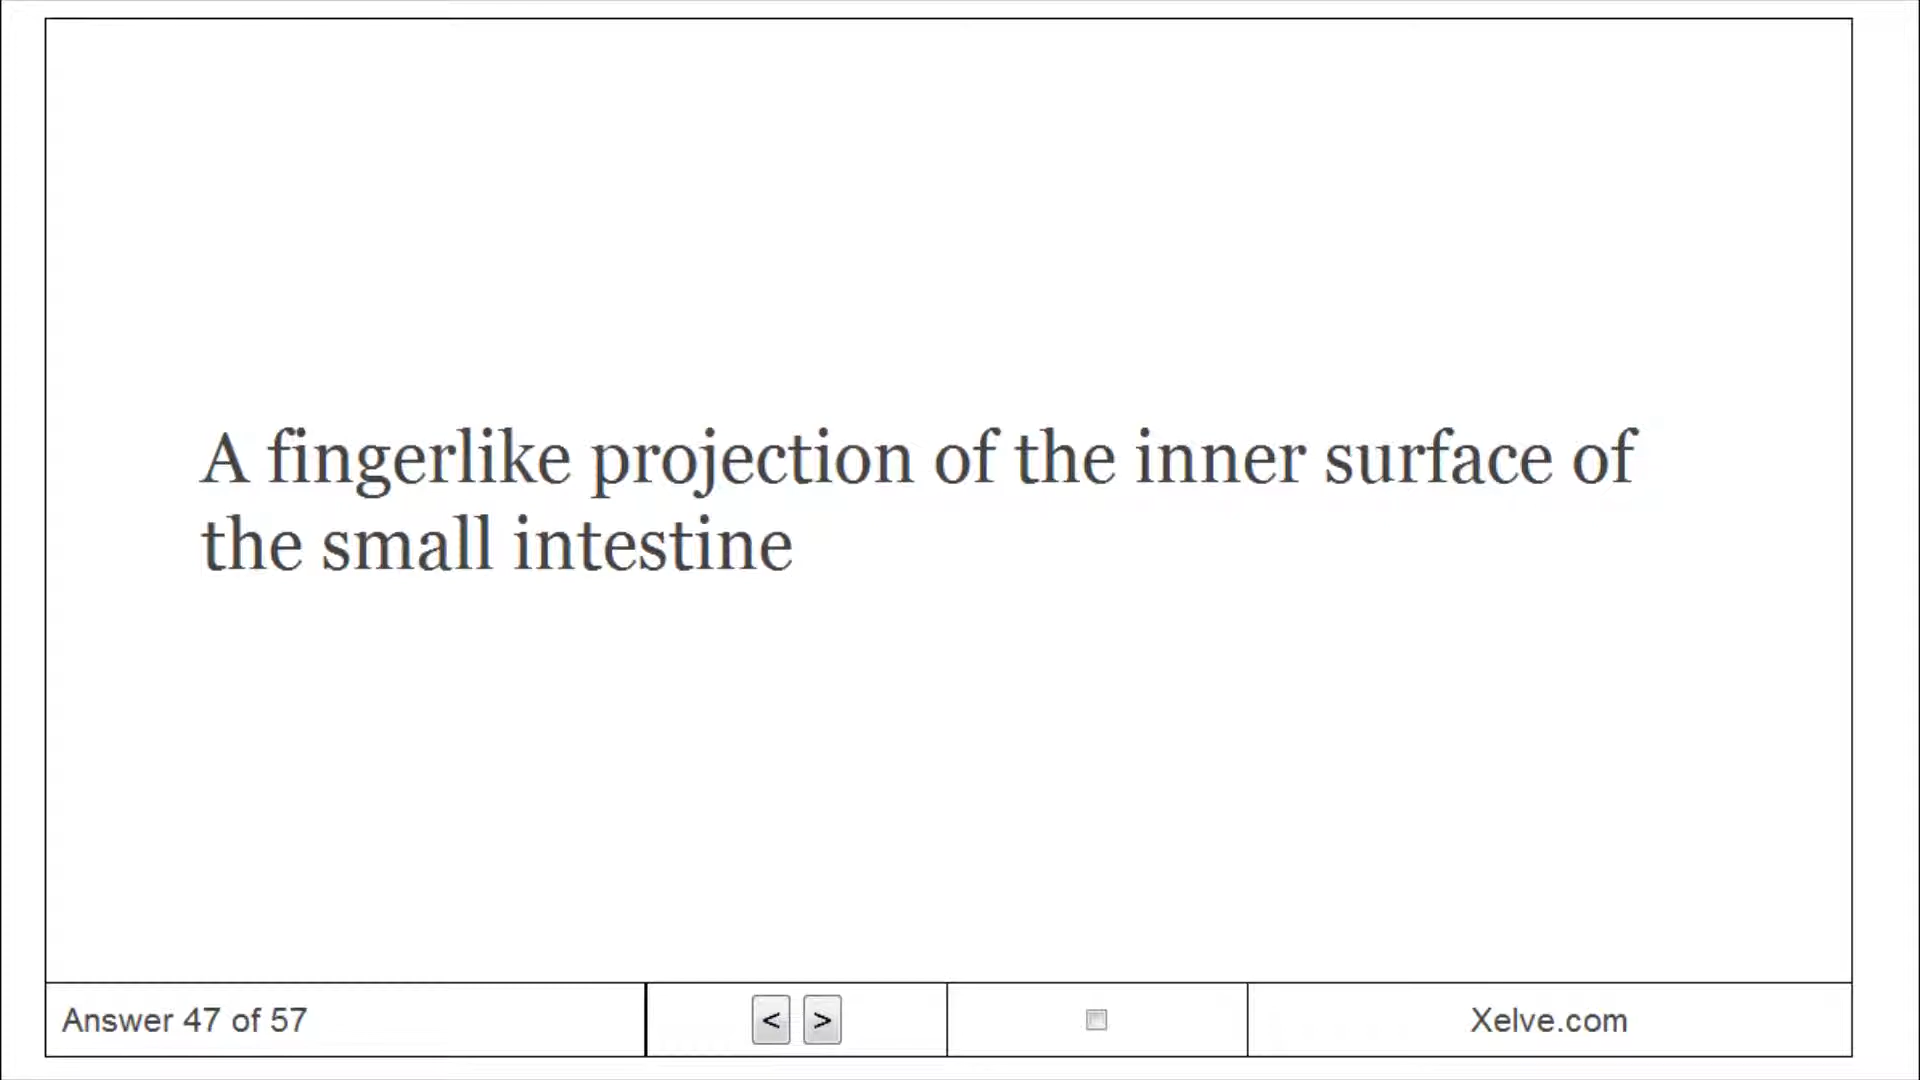 A fingerlike projection of the inner surface of
the small intestine
Answer 47 of 57
< >
Xelve.com